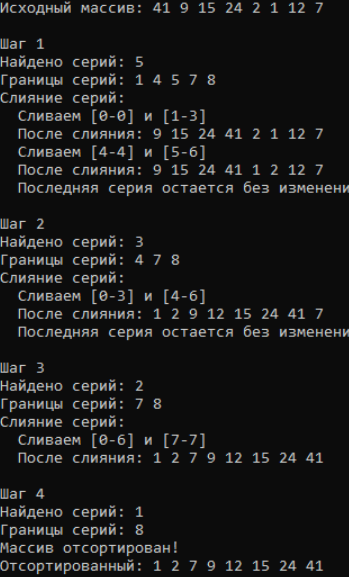 Исходный массив: 41 9 15 24 2 1 12 7
Шаг 1
Найдено серий: 5
Границы серий: 1 4 5 7 8
Слияние серий:
Сливаем [0-0] и [1-3]
После слияния: 9 15 24 41 2 1 12 7
Сливаем [4-4] и [5-6]
После слияния: 9 15 24 41 1 2 12 7
Последняя серия остается без изменени
Шаг 2
Найдено серий: 3
Границы серий: 4 7 8
Слияние серий:
Сливаем [0-3] и [4-6]
После слияния: 1 2 9 12 15 24 41 7
Последняя серия остается без изменени
Шаг 3
Найдено серий: 2
Границы серий: 7 8
Слияние серий:
Сливаем [0-6] и [7-7]
После слияния: 1 2 7 9 12 15 24 41
Шаг 4
Найдено серий: 1
Границы серий: 8
Массив отсортирован!
Отсортированный: 1 2 7 9 12 15 24 41